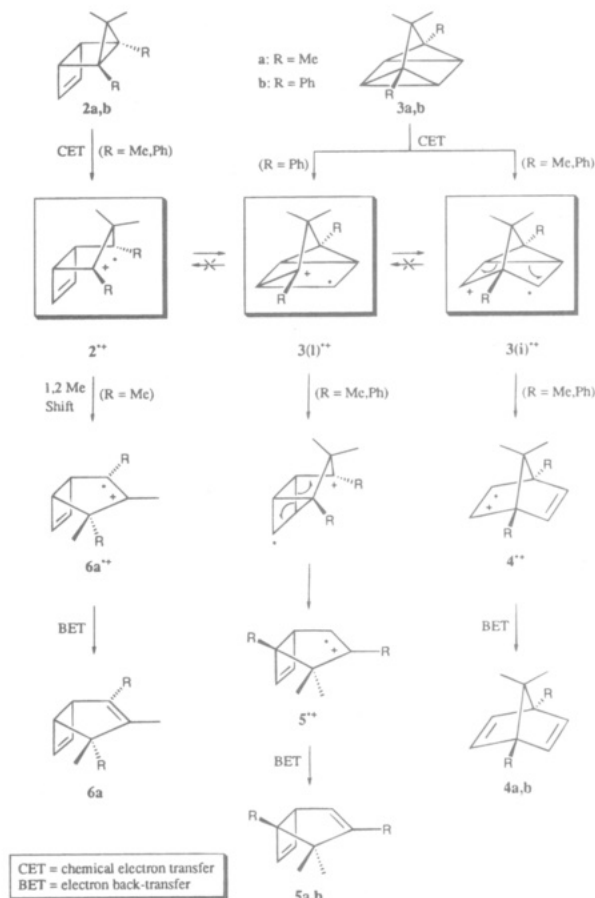 R
R
2a,b
a: R = Me
b: R = Ph
R
R
3a,b
CET
(R = Me,Ph)
CET
(R = Ph)
(R = Me,Ph)
R
+ •
R
2•+
R
+
•
R
3(l)•+
R
+
•
R
3(i)•+
1,2 Me
Shift
(R = Me)
(R = Me,Ph)
(R = Me,Ph)
R
•
+
R
6a•+
+
R
R
•
R
•
+
R
4•+
BET
R
•
+
R
5•+
BET
R
R
6a
BET
R
R
4a,b
R
R
5a,b
CET = chemical electron transfer
BET = electron back-transfer